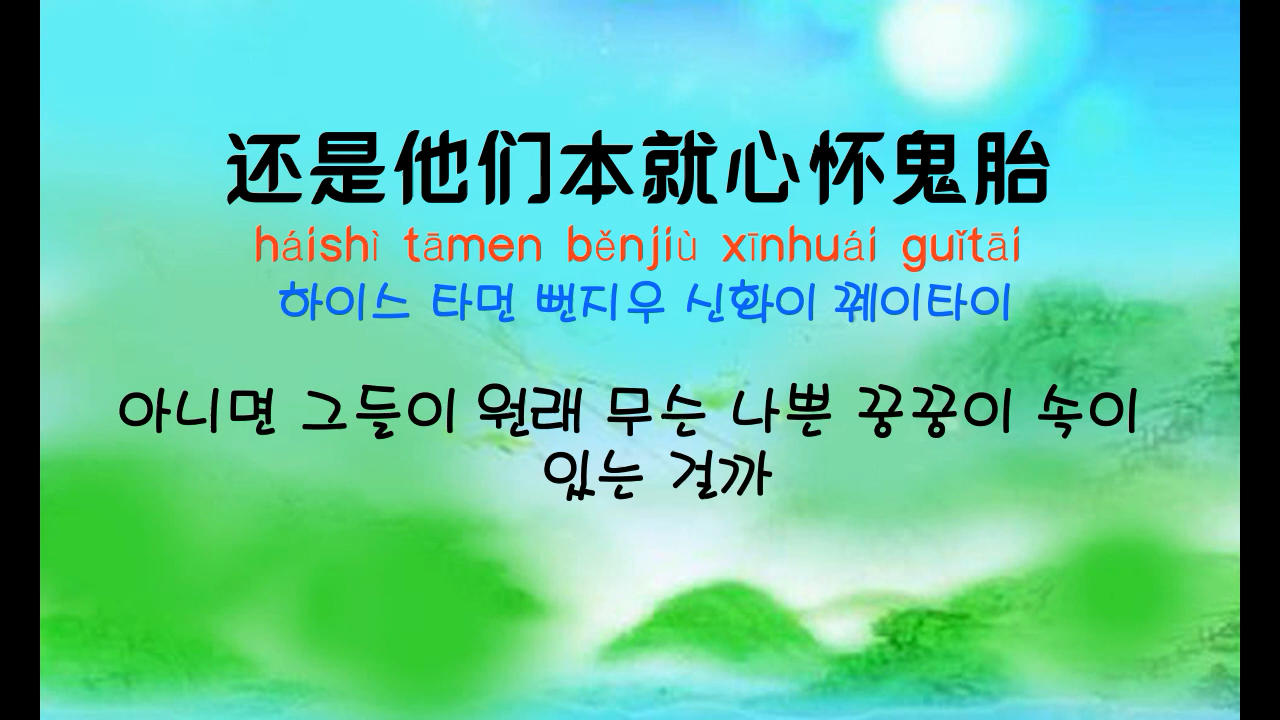 还是他们本就心怀鬼胎
háishì tāmen běnjiù xīnhuái guǐtāi
하이스 타먼 뻔지우 신화이 꿰이타이
아니면 그들이 원래 무슨 나쁜 꿍꿍이 속이
있는 걸까